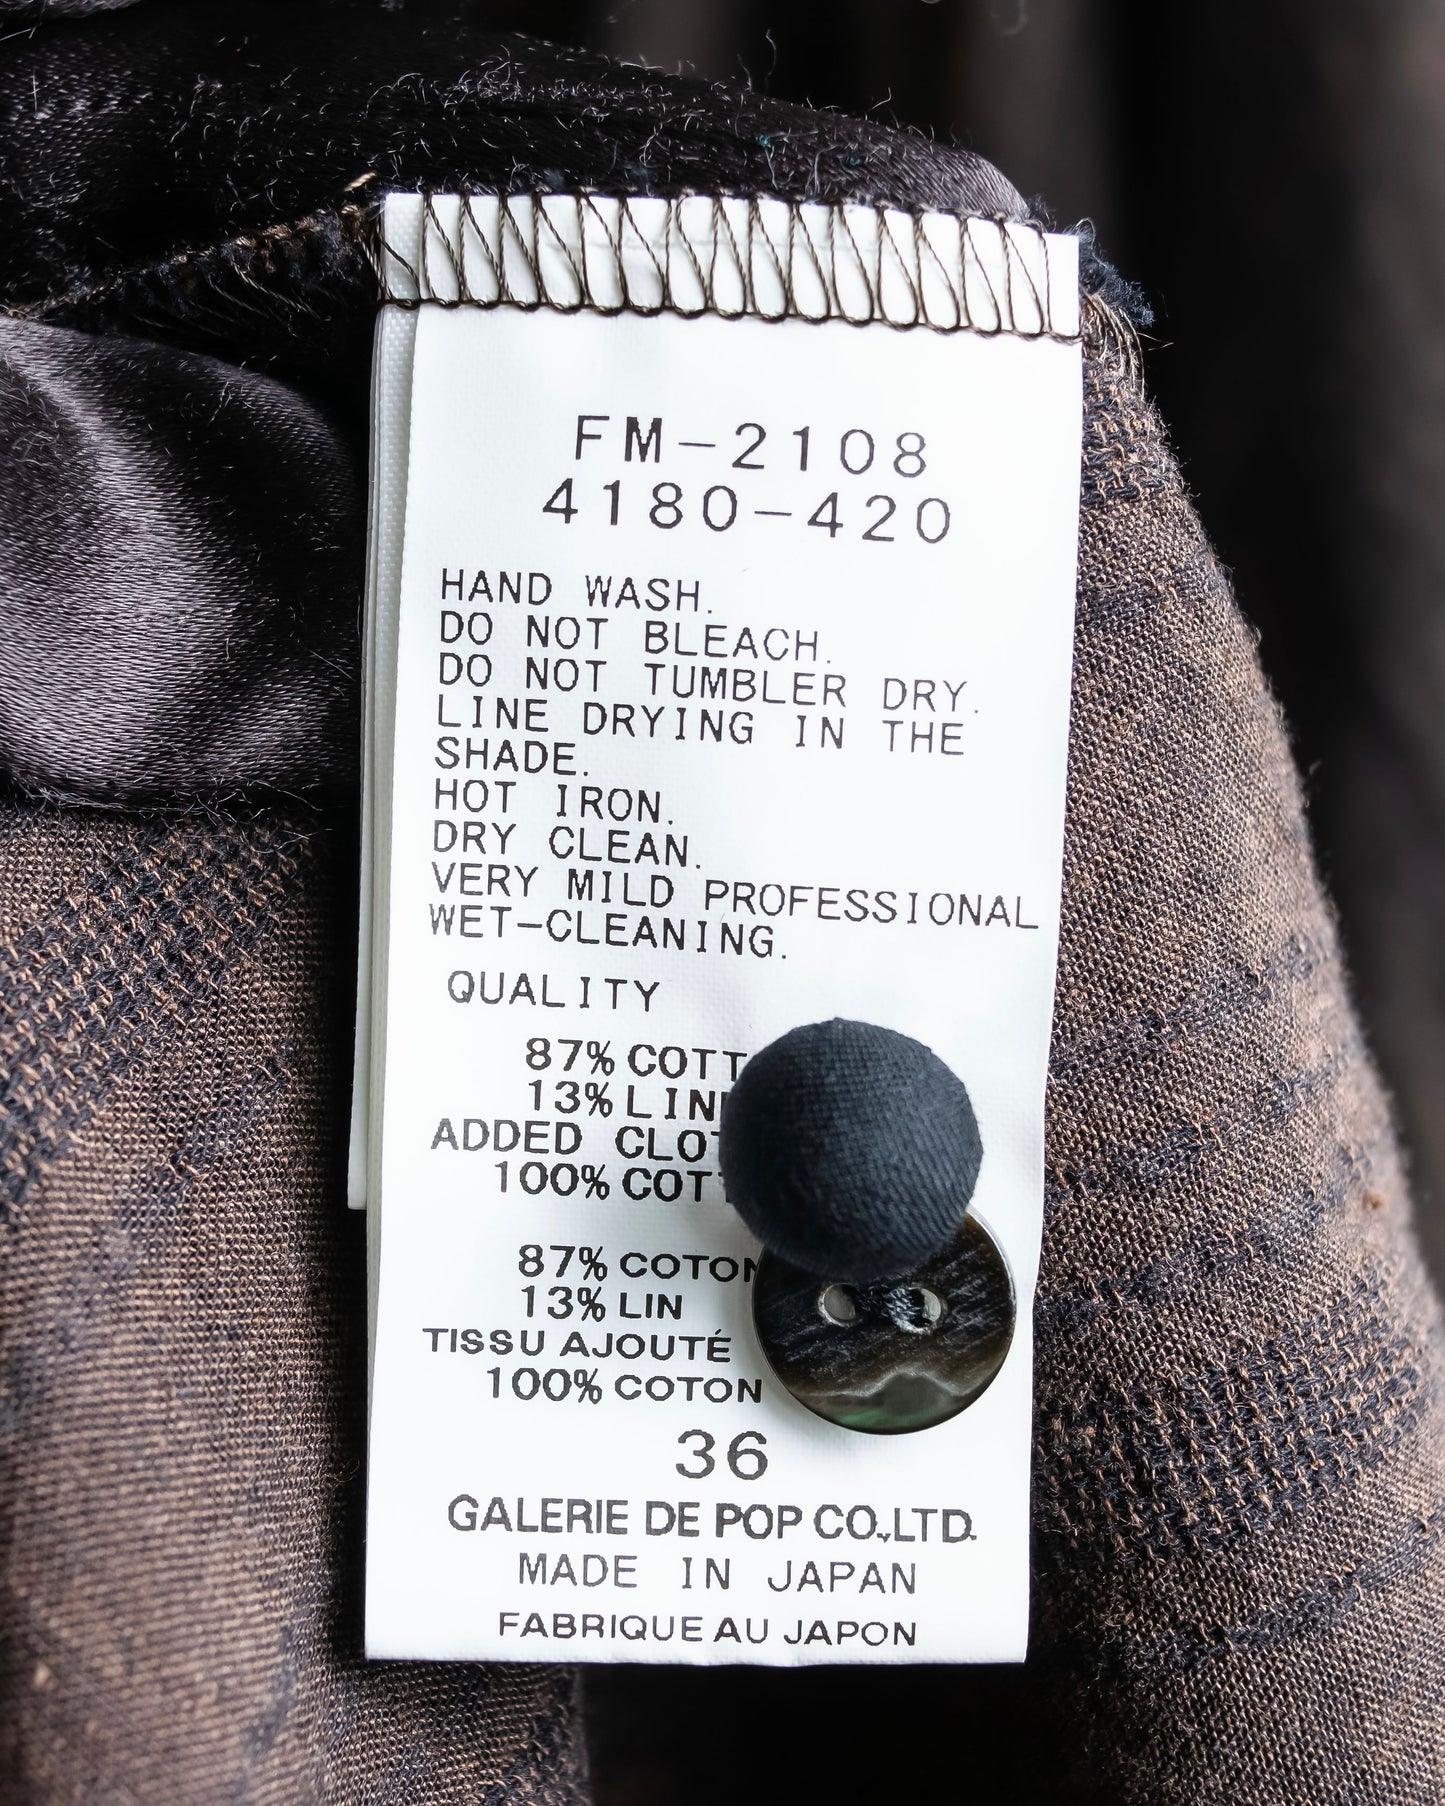 FM-2108
4180-420
HAND WASH.
DO NOT BLEACH.
DO NOT TUMBLER DRY.
LINE DRYING IN THE
SHADE.
HOT IRON.
DRY CLEAN.
VERY MILD PROFESSIONAL
WET-CLEANING.
QUALITY
87%
13%
ADDED
100%
87% COTON
13% LIN
TISSU AJOUTÉ
100% COTON
36
GALERIE DE POP CO.,LTD.
MADE IN JAPAN
FABRIQUE AU JAPON